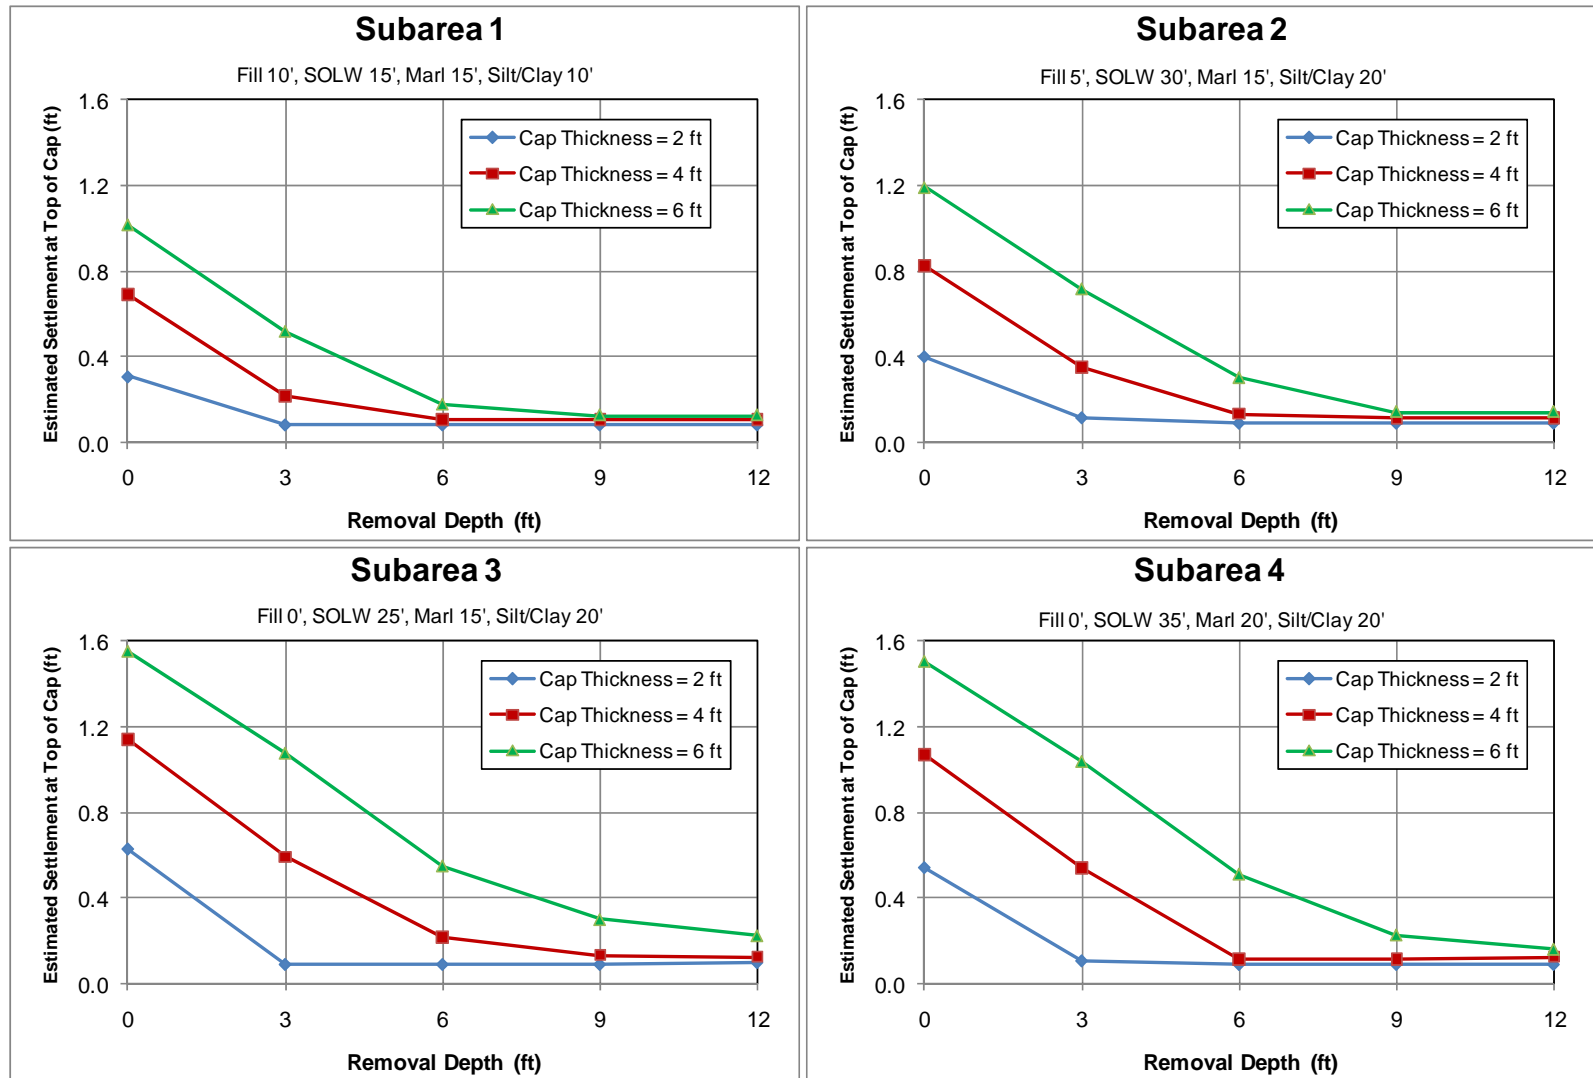 Subarea 1
Fill 10', SOLW 15', Marl 15', Silt/Clay 10'
Estimated Settlement at Top of Cap (ft)
1.6
1.2
0.8
0.4
0.0
Cap Thickness = 2 ft
Cap Thickness = 4 ft
Cap Thickness = 6 ft
0 3 6 9 12
Removal Depth (ft)
Subarea 2
Fill 5', SOLW 30', Marl 15', Silt/Clay 20'
Estimated Settlement at Top of Cap (ft)
1.6
1.2
0.8
0.4
0.0
Cap Thickness = 2 ft
Cap Thickness = 4 ft
Cap Thickness = 6 ft
0 3 6 9 12
Removal Depth (ft)
Subarea 3
Fill 0', SOLW 25', Marl 15', Silt/Clay 20'
Estimated Settlement at Top of Cap (ft)
1.6
1.2
0.8
0.4
0.0
Cap Thickness = 2 ft
Cap Thickness = 4 ft
Cap Thickness = 6 ft
0 3 6 9 12
Removal Depth (ft)
Subarea 4
Fill 0', SOLW 35', Marl 20', Silt/Clay 20'
Estimated Settlement at Top of Cap (ft)
1.6
1.2
0.8
0.4
0.0
Cap Thickness = 2 ft
Cap Thickness = 4 ft
Cap Thickness = 6 ft
0 3 6 9 12
Removal Depth (ft)